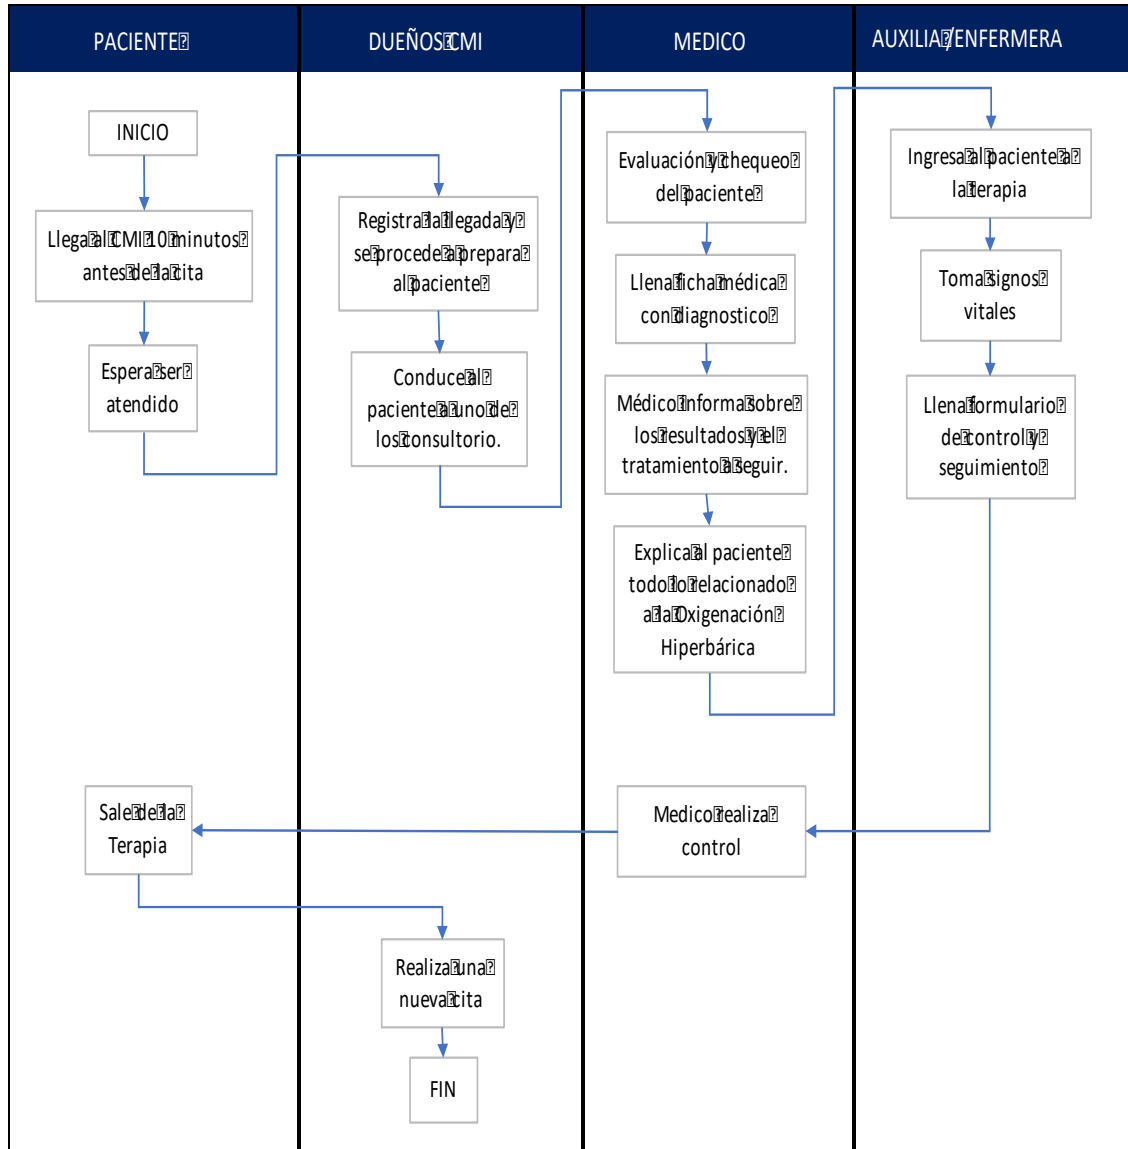 PACIENTE
DUEÑOS CMI
MEDICO
AUXILIA /ENFERMERA
INICIO
Llega al CMI 10 minutos
antes de la cita
Espera ser
atendido
Registra la llegada y
se procede a prepara
al paciente
Conduce al
paciente a uno de
los consultorio.
Evaluación y chequeo
del paciente
Llena ficha médica
con diagnostico
Médico informa sobre
los resultados y el
tratamiento a seguir.
Explica al paciente
todo lo relacionado
a la Oxigenación
Hiperbárica
Ingresa al paciente a
la terapia
Toma signos
vitales
Llena formulario
de control y
seguimiento
Sale de la
Terapia
Medico realiza
control
Realiza una
nueva cita
FIN